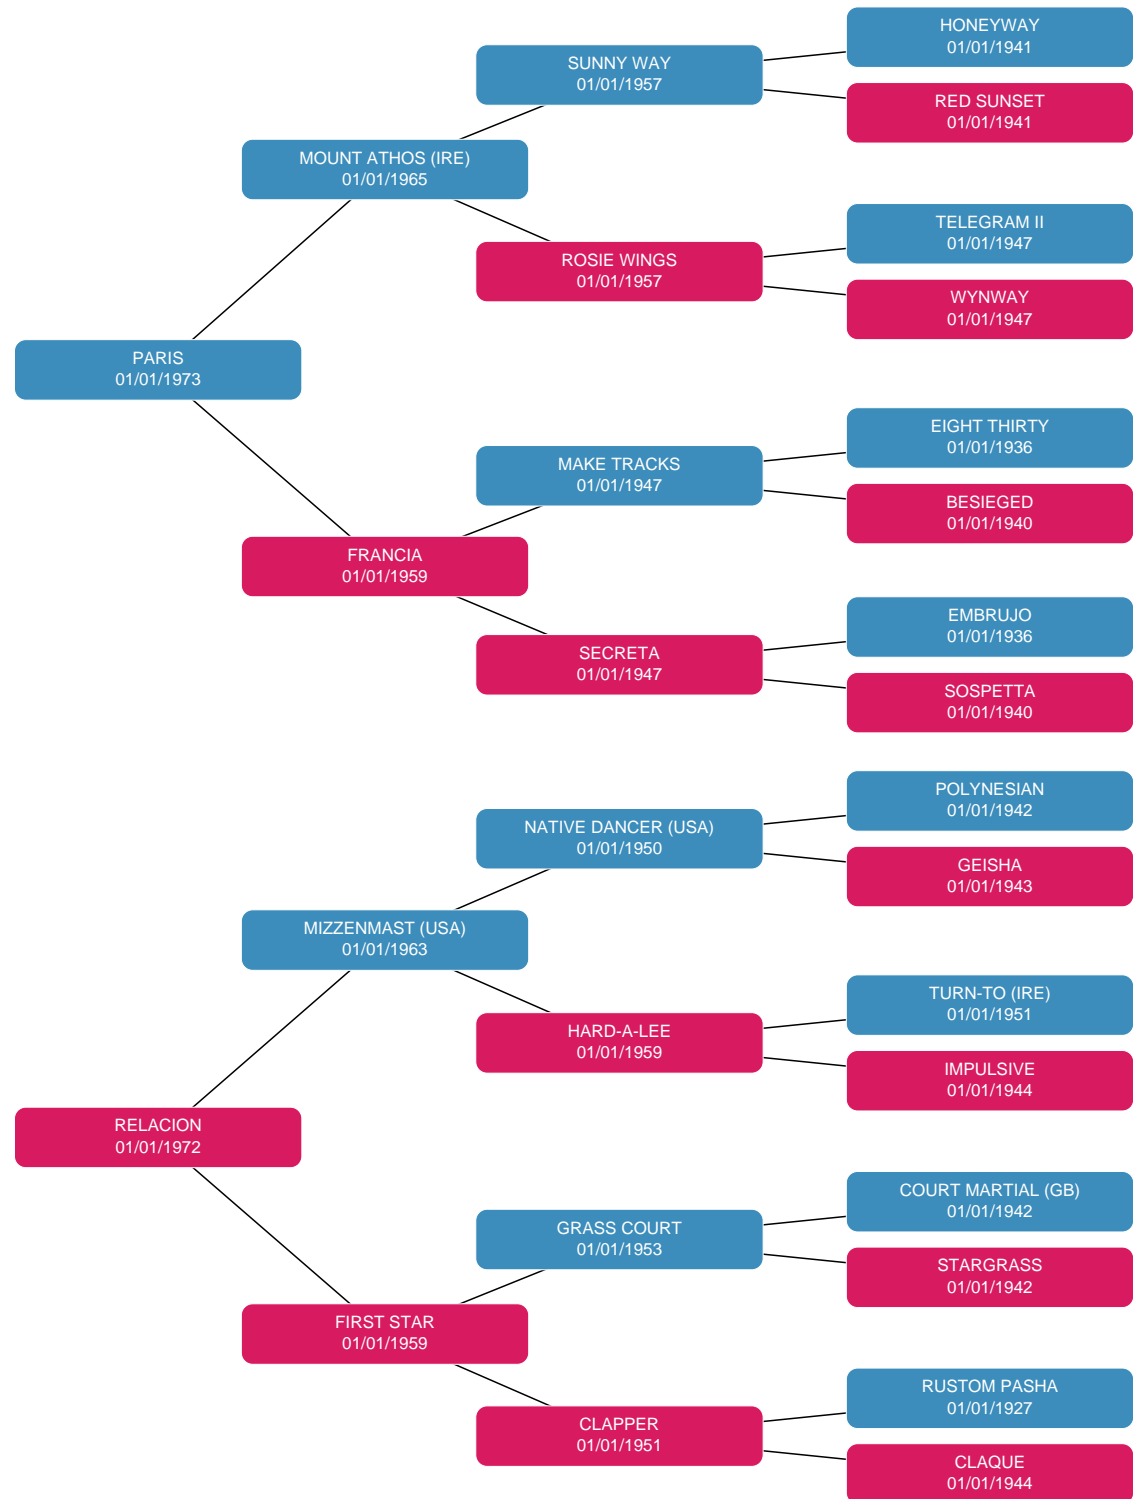 HONEYWAY
01/01/1941
SUNNY WAY
01/01/1957
RED SUNSET
01/01/1941
MOUNT ATHOS (IRE)
01/01/1965
TELEGRAM II
01/01/1947
ROSIE WINGS
01/01/1957
WYNWAY
01/01/1947
PARIS
01/01/1973
EIGHT THIRTY
01/01/1936
MAKE TRACKS
01/01/1947
BESIEGED
01/01/1940
FRANCIA
01/01/1959
EMBRUJO
01/01/1936
SECRETA
01/01/1947
SOSPETTA
01/01/1940
POLYNESIAN
01/01/1942
NATIVE DANCER (USA)
01/01/1950
GEISHA
01/01/1943
MIZZENMAST (USA)
01/01/1963
TURN-TO (IRE)
01/01/1951
HARD-A-LEE
01/01/1959
IMPULSIVE
01/01/1944
RELACION
01/01/1972
COURT MARTIAL (GB)
01/01/1942
GRASS COURT
01/01/1953
STARGRASS
01/01/1942
FIRST STAR
01/01/1959
RUSTOM PASHA
01/01/1927
CLAPPER
01/01/1951
CLAQUE
01/01/1944